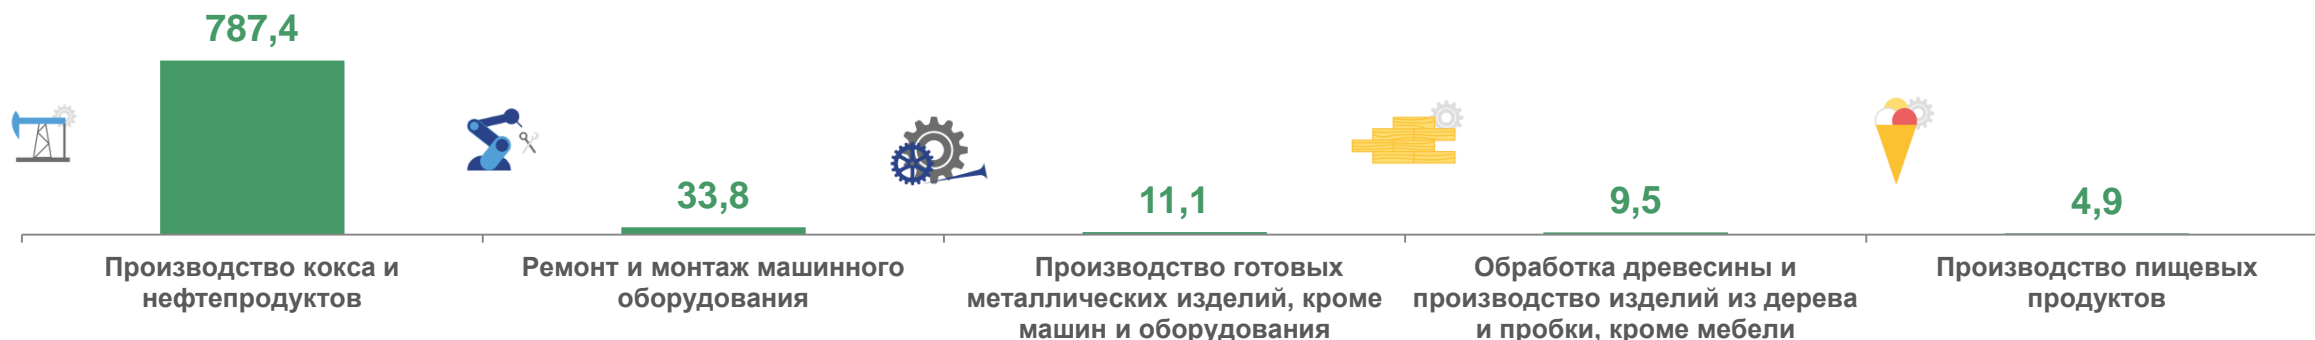 787,4
33,8
11,1
9,5
4,9
Производство кокса и
нефтепродуктов
Ремонт и монтаж машинного
оборудования
Производство готовых
металлических изделий, кроме
машин и оборудования
Обработка древесины и
производство изделий из дерева
и пробки, кроме мебели
Производство пищевых
продуктов